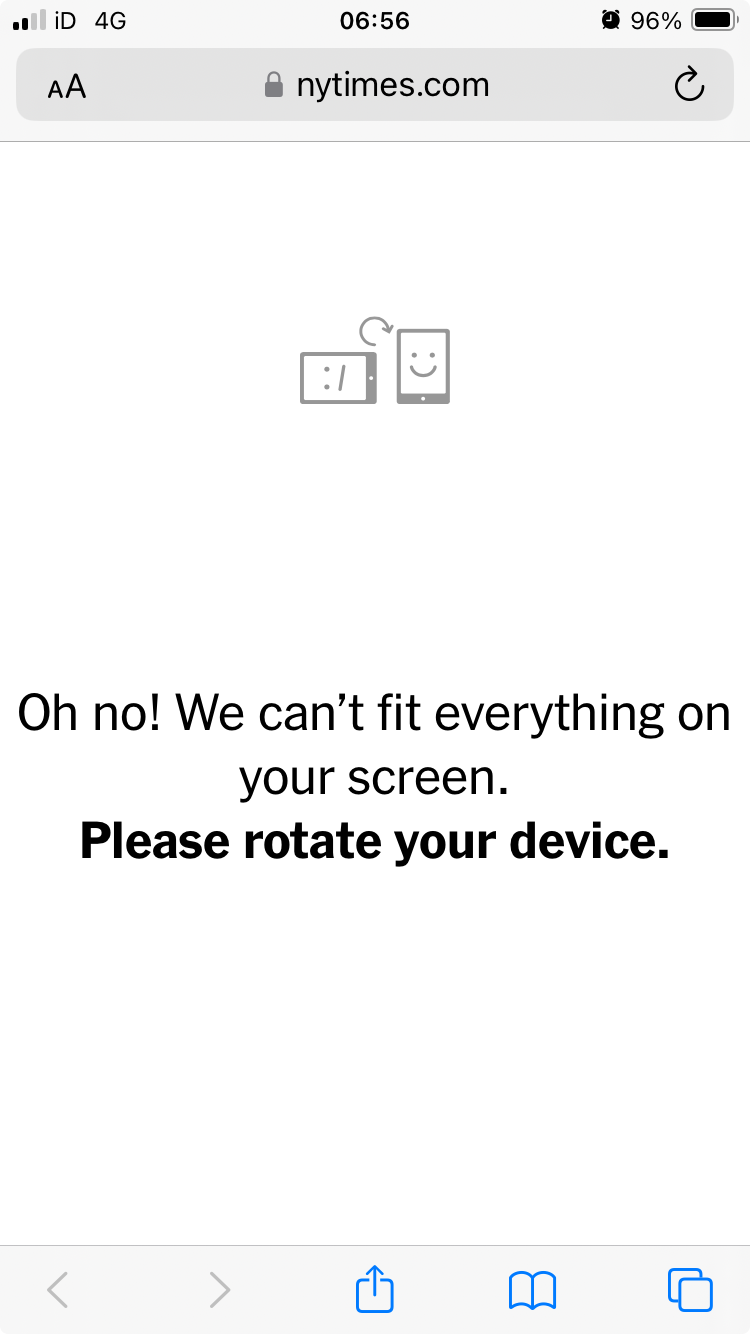 iD 4G 06:56 96%
AA nytimes.com
:/
Oh no! We can’t fit everything on
your screen.
Please rotate your device.